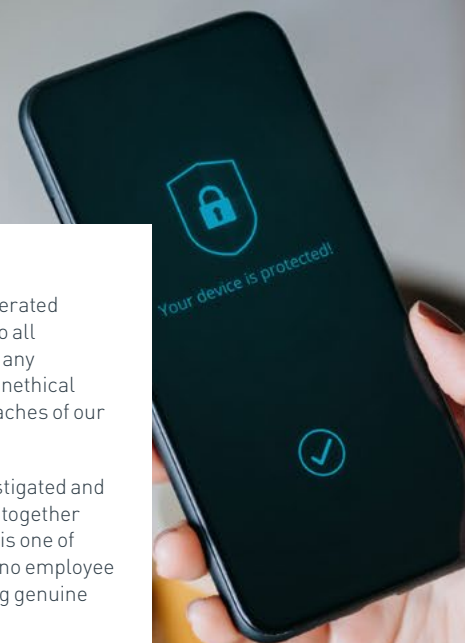 erated
o all
any
nethical
aches of our
stigated and
together
is one of
no employee
g genuine
Your device is protected!